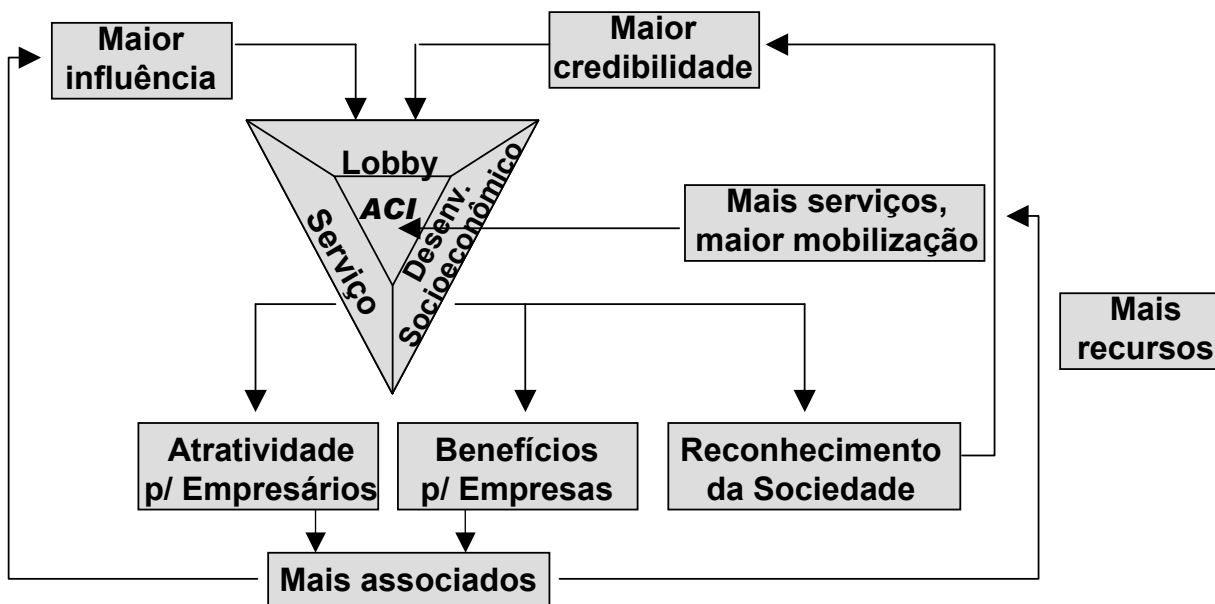 Maior
influência
Maior
credibilidade
Lobby
ACI
Serviço
Desenv.
Socioeconômico
Mais serviços,
maior mobilização
Mais
recursos
Atratividade
p/ Empresários
Benefícios
p/ Empresas
Reconhecimento
da Sociedade
Mais associados